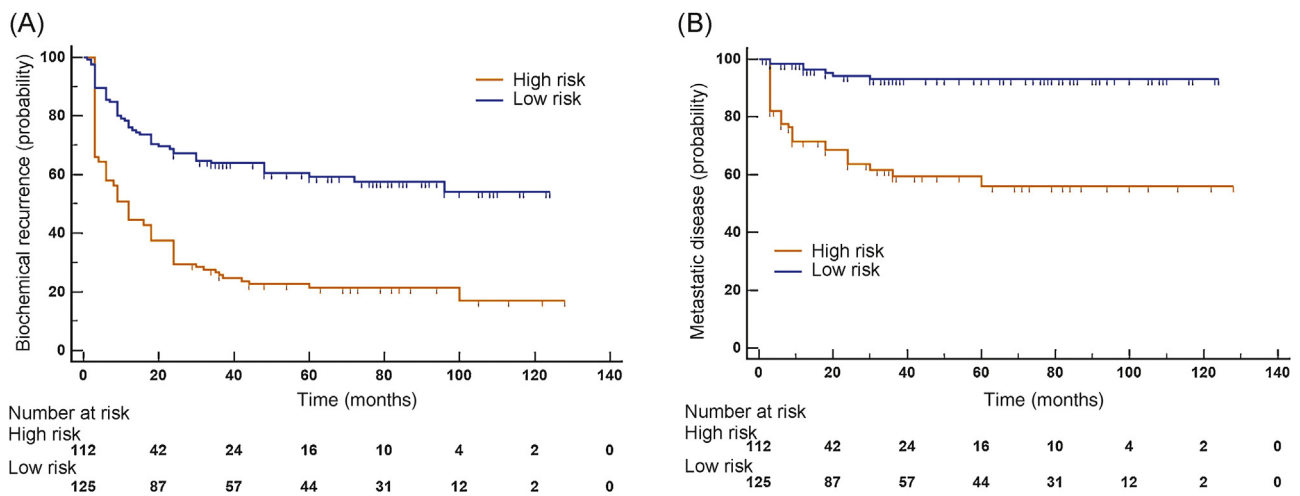 (A)
Biochemical recurrence (probability)
100
80
60
40
20
0
High risk
Low risk
0 20 40 60 80 100 120 140
Time (months)
Number at risk
High risk
112 42 24 16 10 4 2 0
Low risk
125 87 57 44 31 12 2 0
(B)
Metastatic disease (probability)
100
80
60
40
20
0
High risk
Low risk
0 20 40 60 80 100 120 140
Time (months)
Number at risk
High risk
112 42 24 16 10 4 2 0
Low risk
125 87 57 44 31 12 2 0